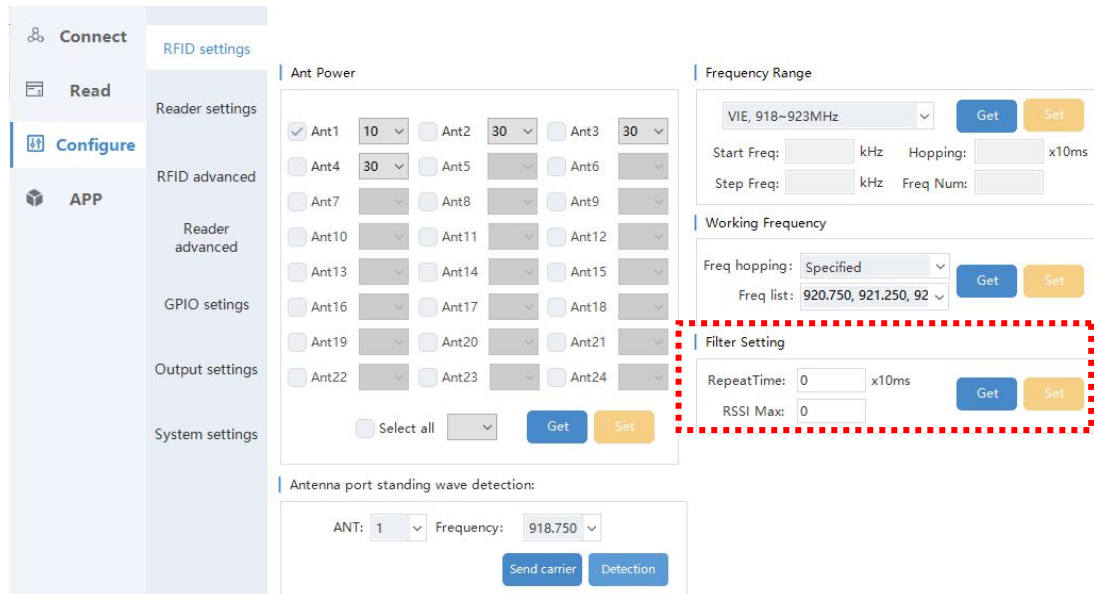 Connect
Read
Configure
APP
RFID settings
Reader settings
RFID advanced
Reader
advanced
GPIO setings
Output settings
System settings
Ant Power
Ant1 10 Ant2 30 Ant3 30
Ant4 30 Ant5 Ant6
Ant7 Ant8 Ant9
Ant10 Ant11 Ant12
Ant13 Ant14 Ant15
Ant16 Ant17 Ant18
Ant19 Ant20 Ant21
Ant22 Ant23 Ant24
Select all Get Set
Antenna port standing wave detection:
ANT: 1 Frequency: 918.750
Send carrier Detection
Frequency Range
VIE, 918~923MHz Get Set
Start Freq: kHz Hopping: x10ms
Step Freq: kHz Freq Num:
Working Frequency
Freq hopping: Specified
Freq list: 920.750, 921.250, 92
Get Set
Filter Setting
RepeatTime: 0 x10ms
RSSI Max: 0
Get Set